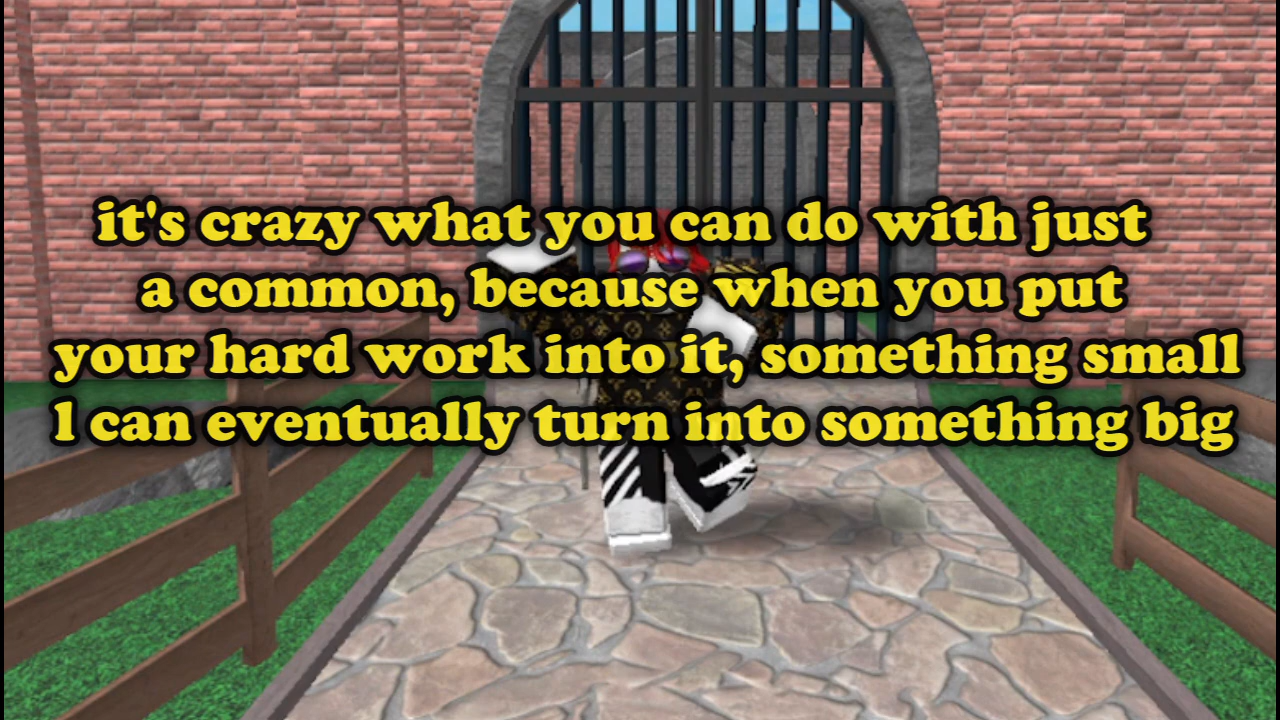 it's crazy what you can do with just
a common, because when you put
your hard work into it, something small
l can eventually turn into something big